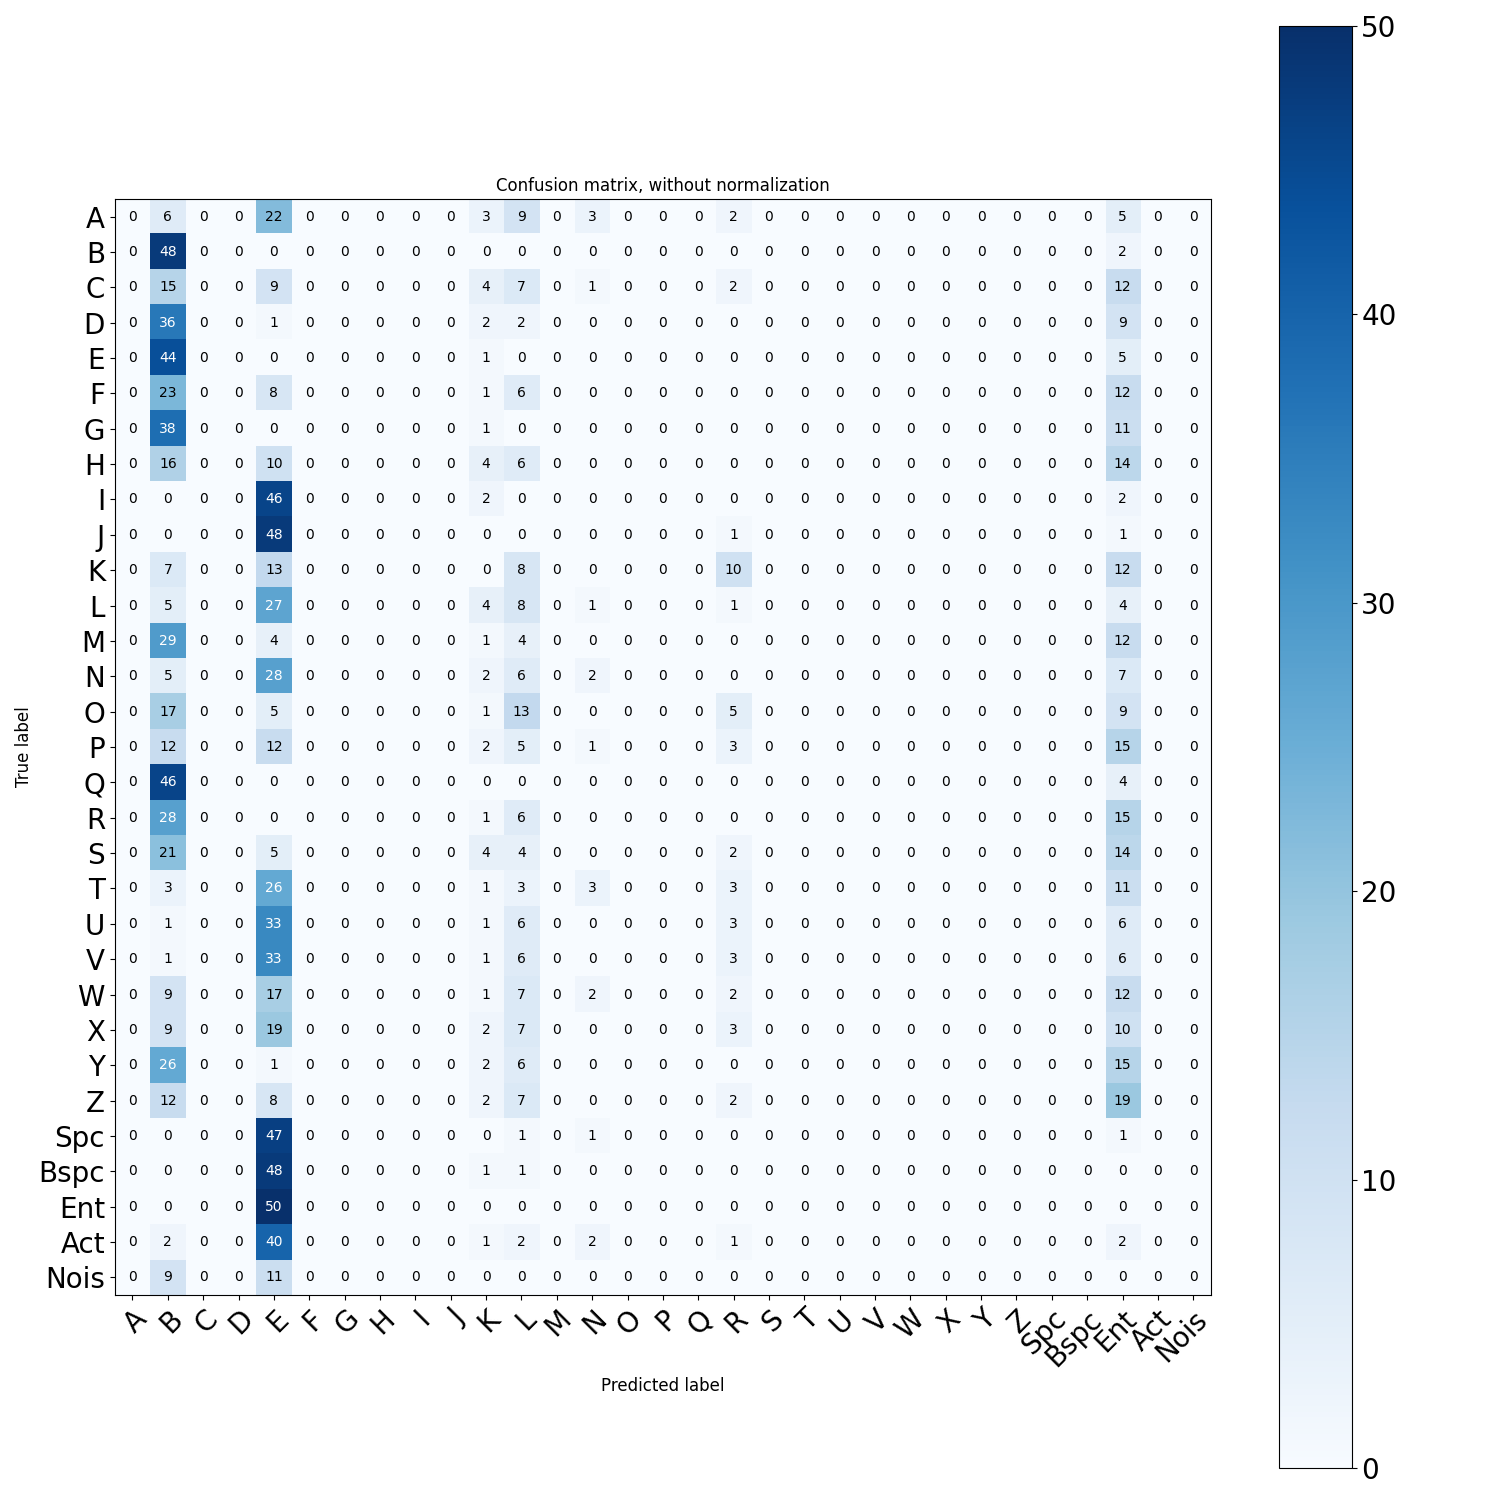 Confusion matrix, without normalization
A 0 6 0 0 22 0 0 0 0 0 3 9 0 3 0 0 0 2 0 0 0 0 0 0 0 0 0 0 5 0 0
B 0 48 0 0 0 0 0 0 0 0 0 0 0 0 0 0 0 0 0 0 0 0 0 0 0 0 0 0 2 0 0
C 0 15 0 0 9 0 0 0 0 0 4 7 0 1 0 0 0 2 0 0 0 0 0 0 0 0 0 0 12 0 0
D 0 36 0 0 1 0 0 0 0 0 2 2 0 0 0 0 0 0 0 0 0 0 0 0 0 0 0 0 9 0 0
E 0 44 0 0 0 0 0 0 0 0 1 0 0 0 0 0 0 0 0 0 0 0 0 0 0 0 0 0 5 0 0
F 0 23 0 0 8 0 0 0 0 0 1 6 0 0 0 0 0 0 0 0 0 0 0 0 0 0 0 0 12 0 0
G 0 38 0 0 0 0 0 0 0 0 1 0 0 0 0 0 0 0 0 0 0 0 0 0 0 0 0 0 11 0 0
H 0 16 0 0 10 0 0 0 0 0 4 6 0 0 0 0 0 0 0 0 0 0 0 0 0 0 0 0 14 0 0
I 0 0 0 0 46 0 0 0 0 0 2 0 0 0 0 0 0 0 0 0 0 0 0 0 0 0 0 0 2 0 0
J 0 0 0 0 48 0 0 0 0 0 0 0 0 0 0 0 0 1 0 0 0 0 0 0 0 0 0 0 1 0 0
K 0 7 0 0 13 0 0 0 0 0 0 8 0 0 0 0 0 10 0 0 0 0 0 0 0 0 0 0 12 0 0
L 0 5 0 0 27 0 0 0 0 0 4 8 0 1 0 0 0 1 0 0 0 0 0 0 0 0 0 0 4 0 0
M 0 29 0 0 4 0 0 0 0 0 1 4 0 0 0 0 0 0 0 0 0 0 0 0 0 0 0 0 12 0 0
N 0 5 0 0 28 0 0 0 0 0 2 6 0 2 0 0 0 0 0 0 0 0 0 0 0 0 0 0 7 0 0
O 0 17 0 0 5 0 0 0 0 0 1 13 0 0 0 0 0 5 0 0 0 0 0 0 0 0 0 0 9 0 0
P 0 12 0 0 12 0 0 0 0 0 2 5 0 1 0 0 0 3 0 0 0 0 0 0 0 0 0 0 15 0 0
Q 0 46 0 0 0 0 0 0 0 0 0 0 0 0 0 0 0 0 0 0 0 0 0 0 0 0 0 0 4 0 0
R 0 28 0 0 0 0 0 0 0 0 1 6 0 0 0 0 0 0 0 0 0 0 0 0 0 0 0 0 15 0 0
S 0 21 0 0 5 0 0 0 0 0 4 4 0 0 0 0 0 2 0 0 0 0 0 0 0 0 0 0 14 0 0
T 0 3 0 0 26 0 0 0 0 0 1 3 0 3 0 0 0 3 0 0 0 0 0 0 0 0 0 0 11 0 0
U 0 1 0 0 33 0 0 0 0 0 1 6 0 0 0 0 0 3 0 0 0 0 0 0 0 0 0 0 6 0 0
V 0 1 0 0 33 0 0 0 0 0 1 6 0 0 0 0 0 3 0 0 0 0 0 0 0 0 0 0 6 0 0
W 0 9 0 0 17 0 0 0 0 0 1 7 0 2 0 0 0 2 0 0 0 0 0 0 0 0 0 0 12 0 0
X 0 9 0 0 19 0 0 0 0 0 2 7 0 0 0 0 0 3 0 0 0 0 0 0 0 0 0 0 10 0 0
Y 0 26 0 0 1 0 0 0 0 0 2 6 0 0 0 0 0 0 0 0 0 0 0 0 0 0 0 0 15 0 0
Z 0 12 0 0 8 0 0 0 0 0 2 7 0 0 0 0 0 2 0 0 0 0 0 0 0 0 0 0 19 0 0
Spc 0 0 0 0 47 0 0 0 0 0 0 1 0 1 0 0 0 0 0 0 0 0 0 0 0 0 0 0 1 0 0
Bspc 0 0 0 0 48 0 0 0 0 0 1 1 0 0 0 0 0 0 0 0 0 0 0 0 0 0 0 0 0 0 0
Ent 0 0 0 0 50 0 0 0 0 0 0 0 0 0 0 0 0 0 0 0 0 0 0 0 0 0 0 0 0 0 0
Act 0 2 0 0 40 0 0 0 0 0 1 2 0 2 0 0 0 1 0 0 0 0 0 0 0 0 0 0 2 0 0
Nois 0 9 0 0 11 0 0 0 0 0 0 0 0 0 0 0 0 0 0 0 0 0 0 0 0 0 0 0 0 0 0
A B C D E F G H I J K L M N O P Q R S T U V W X Y Z Spc Bspc Ent Act Nois
Predicted label
True label
50
40
30
20
10
0